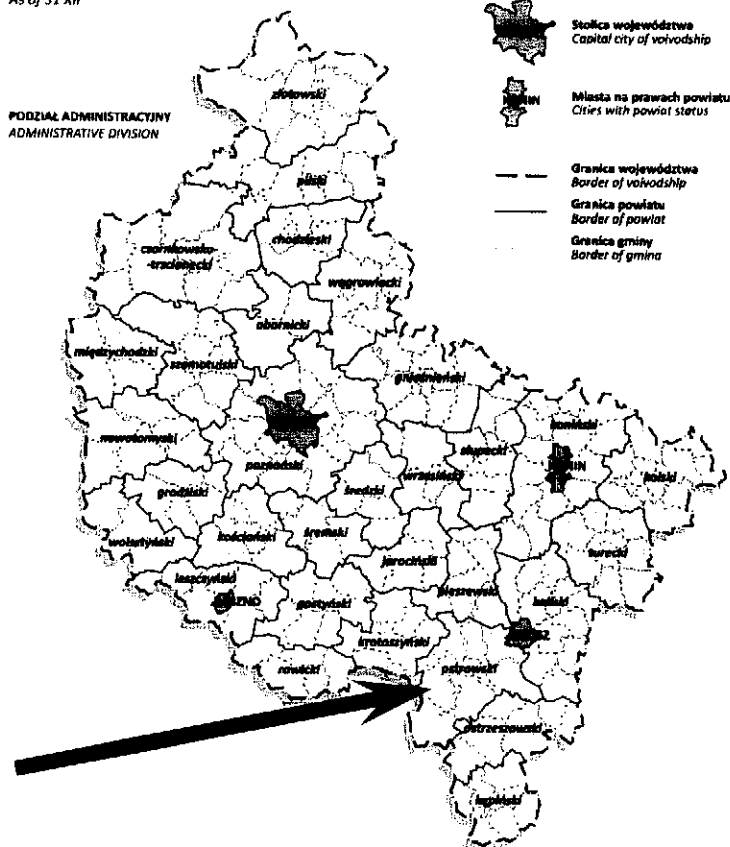 As of 31 XII
Stolica województwa
Capital city of voivodship
PODZIAŁ ADMINISTRACYJNY
ADMINISTRATIVE DIVISION
Miasta na prawach powiatu
Cities with powiat status
Granica województwa
Border of voivodship
Granica powiatu
Border of powiat
Granica gminy
Border of gmina
złotowski
pilski
chodzieski
czarnkowsko-
-trzcianecki
wągrowiecki
obornicki
międzychodzki
szamotulski
gnieźnieński
koniński
nowotomyski
słupecki
poznański
kolski
wrzesiński
średzki
grodziski
wolsztyński
kościański
śremski
turecki
jarociński
leszczyński
pleszewski
kaliski
gostyński
krotoszyński
rawicki
ostrowski
ostrzeszowski
kępiński